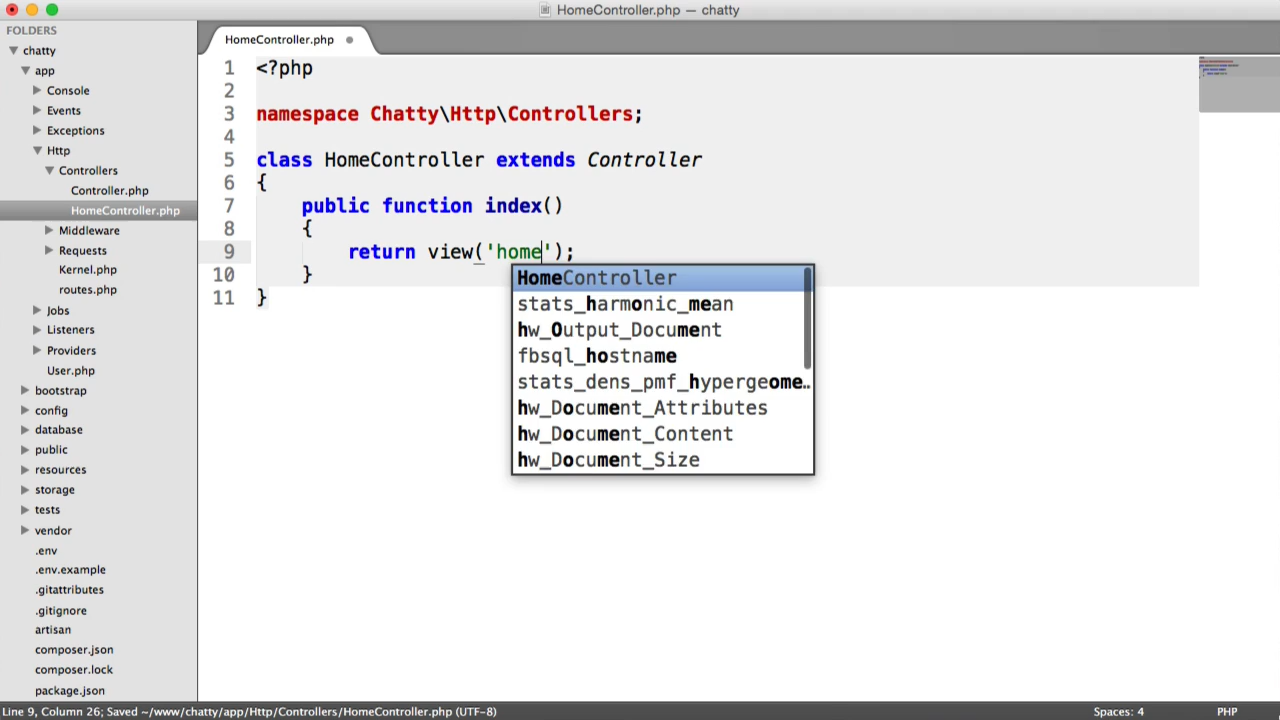 HomeController.php — chatty
FOLDERS
chatty
app
Console
Events
Exceptions
Http
Controllers
Controller.php
HomeController.php
Middleware
Requests
Kernel.php
routes.php
Jobs
Listeners
Providers
User.php
bootstrap
config
database
public
resources
storage
tests
vendor
.env
.env.example
.gitattributes
.gitignore
artisan
composer.json
composer.lock
package.json
HomeController.php
1 <?php
2
3 namespace Chatty\Http\Controllers;
4
5 class HomeController extends Controller
6 {
7     public function index()
8     {
9         return view('home');
10     }
11 }
HomeController
stats_harmonic_mean
hw_Output_Document
fbsql_hostname
stats_dens_pmf_hypergeome..
hw_Document_Attributes
hw_Document_Content
hw_Document_Size
Line 9, Column 26; Saved ~/www/chatty/app/Http/Controllers/HomeController.php (UTF-8)
Spaces: 4
PHP